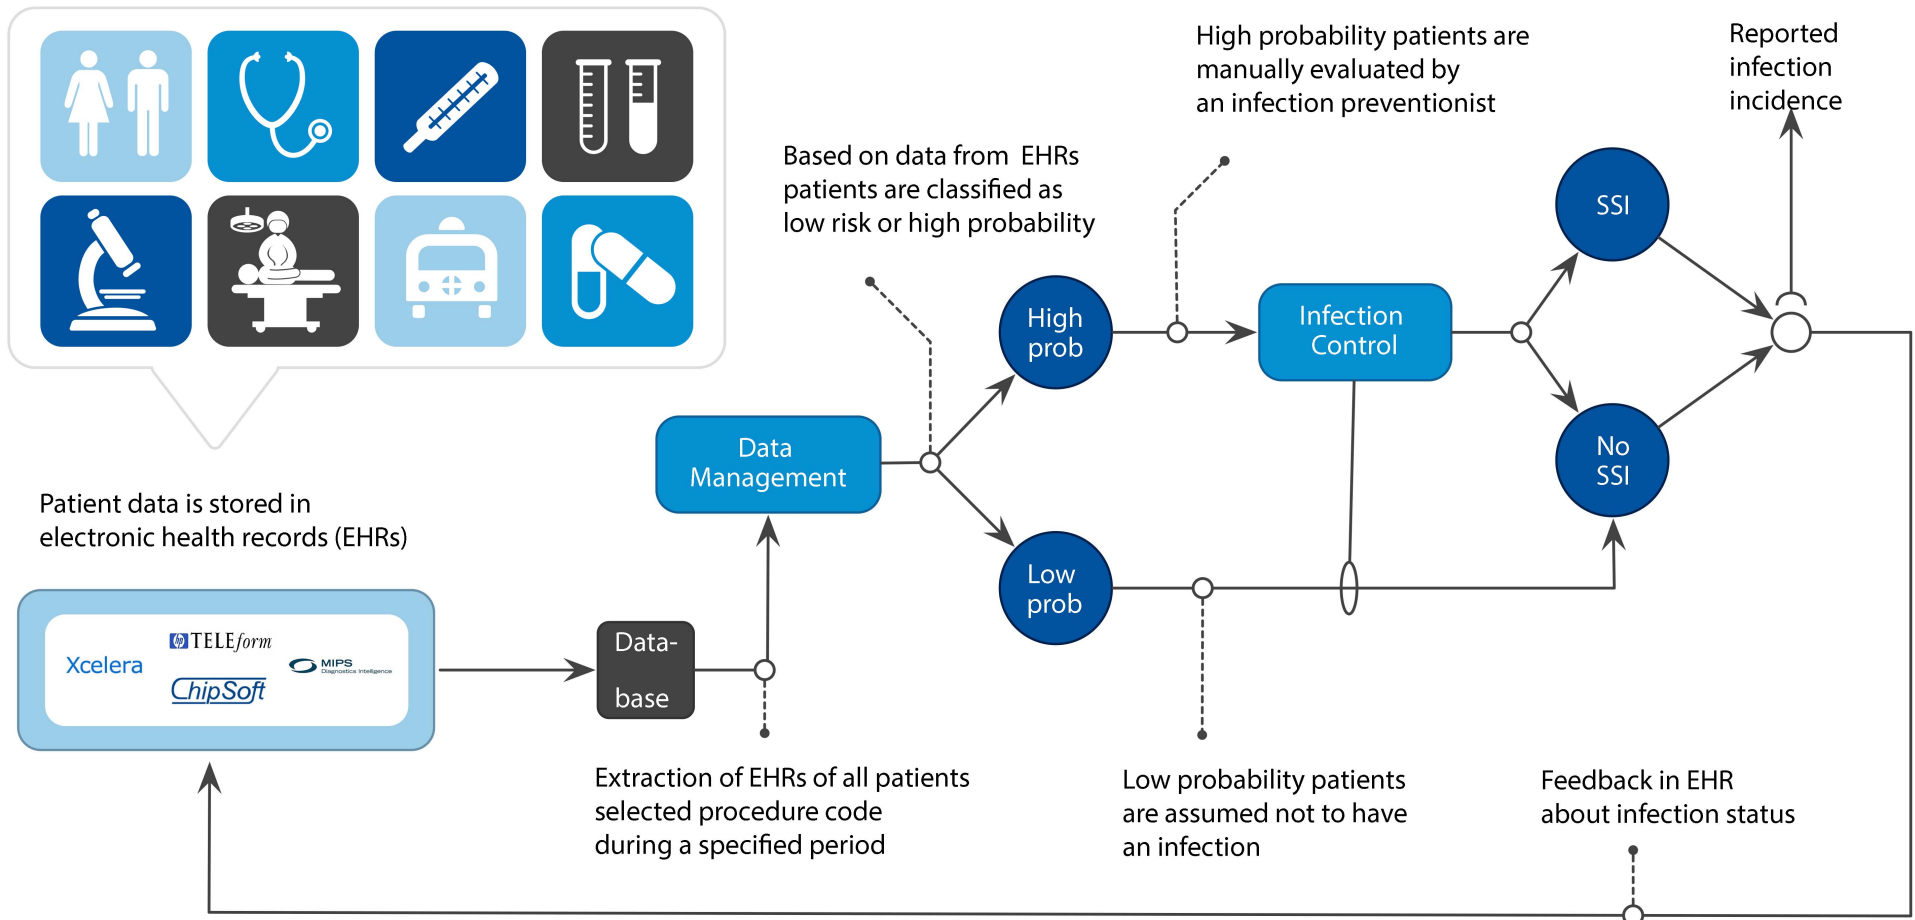 High probability patients are
manually evaluated by
an infection preventionist
Reported
infection
incidence
Based on data from EHRs
patients are classified as
low risk or high probability
SSI
High
prob
Infection
Control
Data
Management
No
SSI
Patient data is stored in
electronic health records (EHRs)
Low
prob
hp TELEform
Xcelera
MIPS
Diagnostics Intelligence
ChipSoft
Data-
base
Extraction of EHRs of all patients
selected procedure code
during a specified period
Low probability patients
are assumed not to have
an infection
Feedback in EHR
about infection status